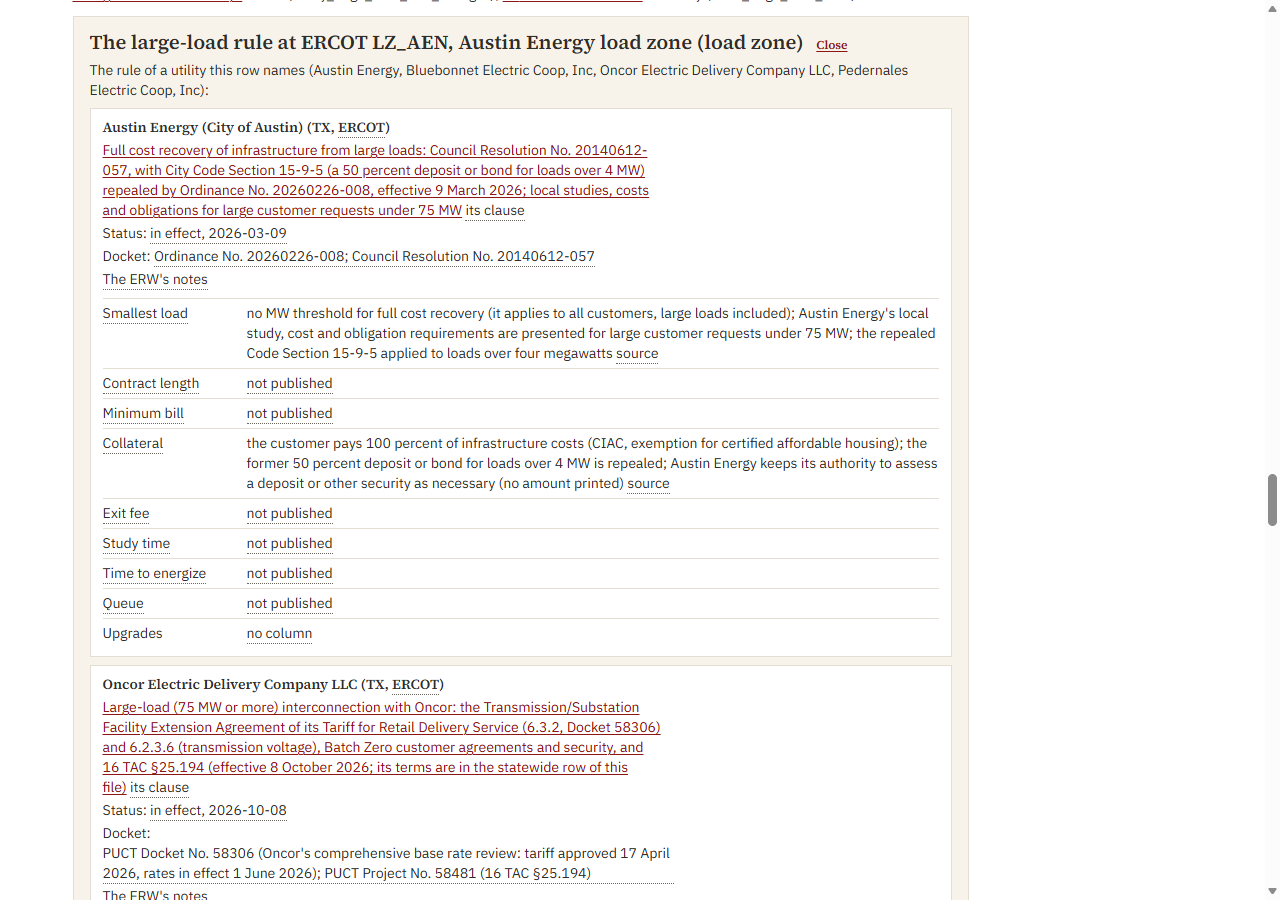 The large-load rule at ERCOT LZ_AEN, Austin Energy load zone (load zone) Close
The rule of a utility this row names (Austin Energy, Bluebonnet Electric Coop, Inc, Oncor Electric Delivery Company LLC, Pedernales
Electric Coop, Inc):
Austin Energy (City of Austin) (TX, ERCOT)
Full cost recovery of infrastructure from large loads: Council Resolution No. 20140612-
057, with City Code Section 15-9-5 (a 50 percent deposit or bond for loads over 4 MW)
repealed by Ordinance No. 20260226-008, effective 9 March 2026; local studies, costs
and obligations for large customer requests under 75 MW its clause
Status: in effect, 2026-03-09
Docket: Ordinance No. 20260226-008; Council Resolution No. 20140612-057
The ERW's notes
Smallest load no MW threshold for full cost recovery (it applies to all customers, large loads included); Austin Energy's local
study, cost and obligation requirements are presented for large customer requests under 75 MW; the repealed
Code Section 15-9-5 applied to loads over four megawatts source
Contract length not published
Minimum bill not published
Collateral the customer pays 100 percent of infrastructure costs (CIAC, exemption for certified affordable housing); the
former 50 percent deposit or bond for loads over 4 MW is repealed; Austin Energy keeps its authority to assess
a deposit or other security as necessary (no amount printed) source
Exit fee not published
Study time not published
Time to energize not published
Queue not published
Upgrades no column
Oncor Electric Delivery Company LLC (TX, ERCOT)
Large-load (75 MW or more) interconnection with Oncor: the Transmission/Substation
Facility Extension Agreement of its Tariff for Retail Delivery Service (6.3.2, Docket 58306)
and 6.2.3.6 (transmission voltage), Batch Zero customer agreements and security, and
16 TAC §25.194 (effective 8 October 2026; its terms are in the statewide row of this
file) its clause
Status: in effect, 2026-10-08
Docket:
PUCT Docket No. 58306 (Oncor's comprehensive base rate review: tariff approved 17 April
2026, rates in effect 1 June 2026); PUCT Project No. 58481 (16 TAC §25.194)
The ERW's notes